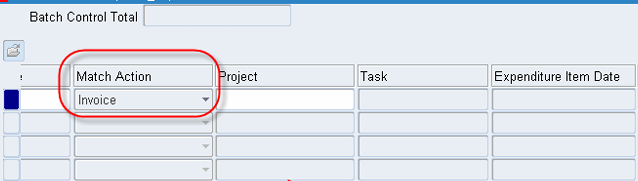 Batch Control Total
Match Action Project Task Expenditure Item Date
Invoice